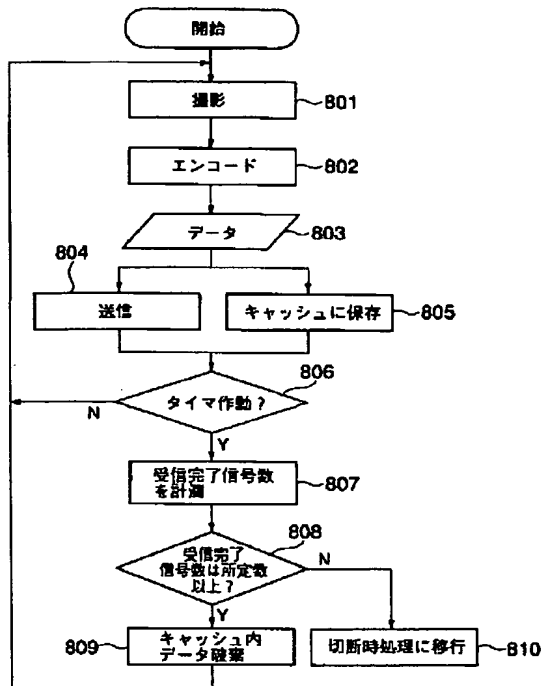 開始
撮影
801
エンコード
802
データ
803
804
送信
キャッシュに保存
805
タイマ作動?
806
N
Y
受信完了信号数
を計測
807
受信完了
信号数は所定数
以上?
808
N
Y
809
キャッシュ内
データ破棄
切断時処理に移行
810